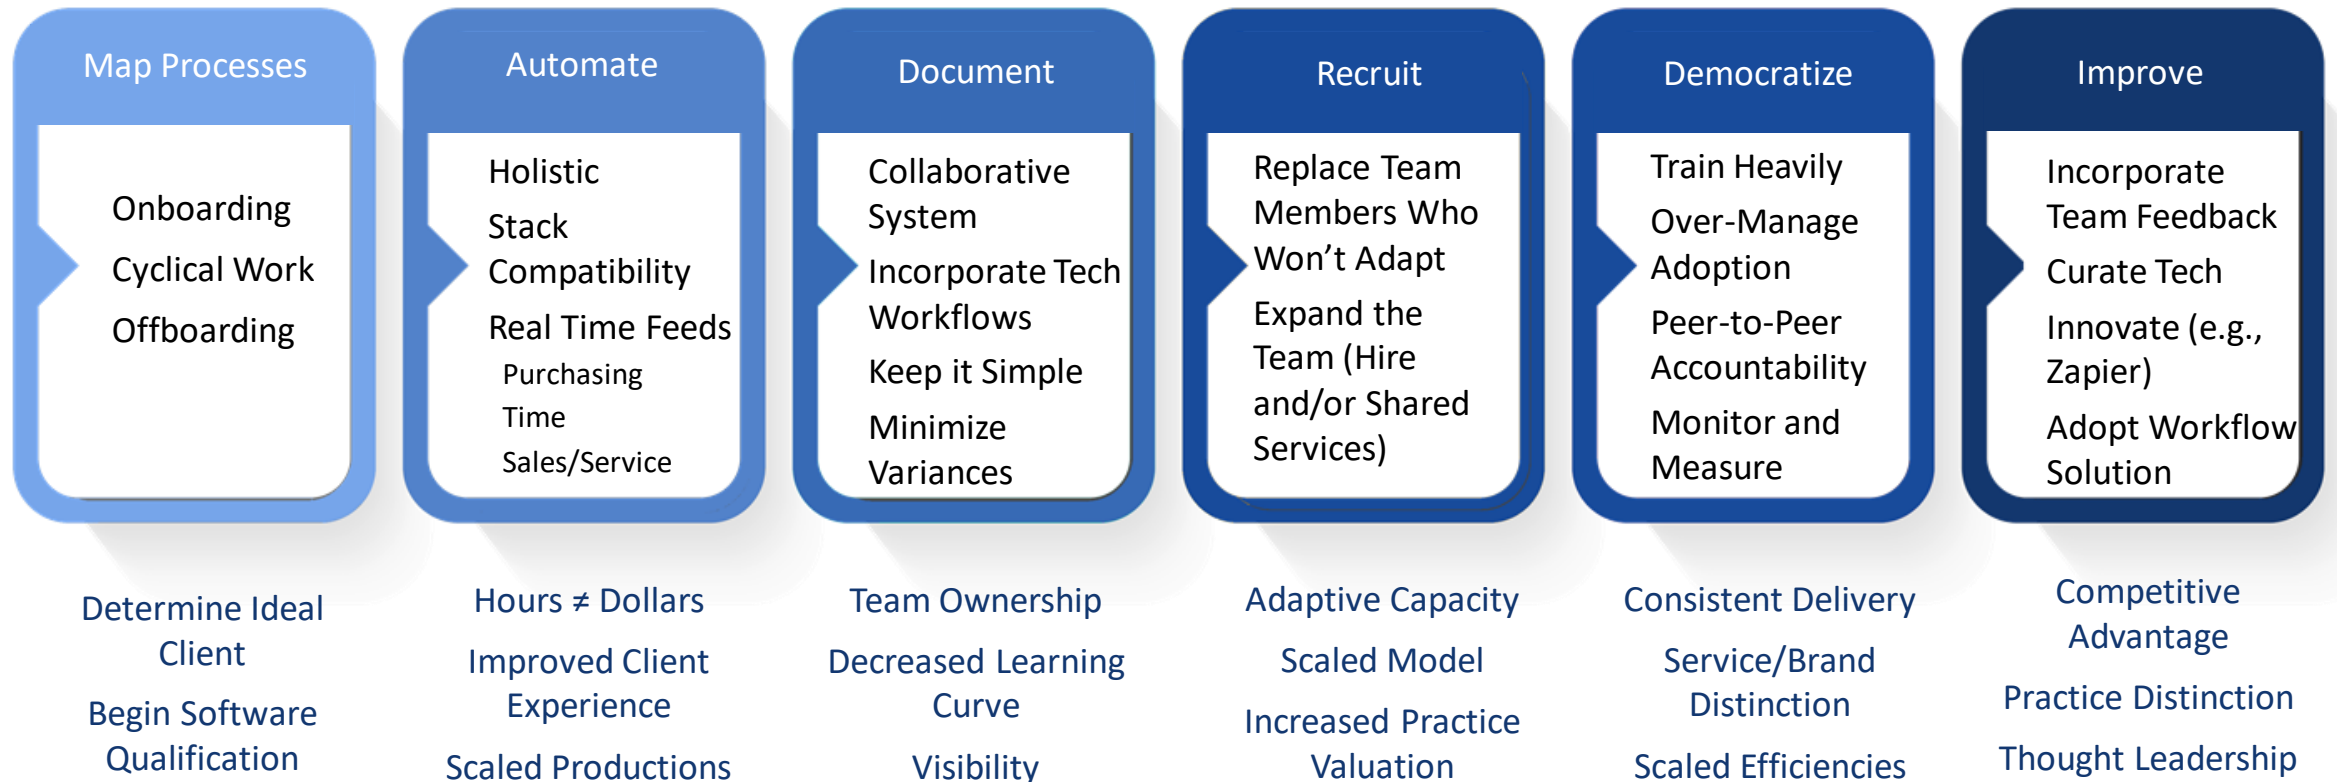 Map Processes
Onboarding
Cyclical Work
Offboarding
Determine Ideal
Client
Begin Software
Qualification
Automate
Holistic
Stack
Compatibility
Real Time Feeds
Purchasing
Time
Sales/Service
Hours ≠ Dollars
Improved Client
Experience
Scaled Productions
Document
Collaborative
System
Incorporate Tech
Workflows
Keep it Simple
Minimize
Variances
Team Ownership
Decreased Learning
Curve
Visibility
Recruit
Replace Team
Members Who
Won’t Adapt
Expand the
Team (Hire
and/or Shared
Services)
Adaptive Capacity
Scaled Model
Increased Practice
Valuation
Democratize
Train Heavily
Over-Manage
Adoption
Peer-to-Peer
Accountability
Monitor and
Measure
Consistent Delivery
Service/Brand
Distinction
Scaled Efficiencies
Improve
Incorporate
Team Feedback
Curate Tech
Innovate (e.g.,
Zapier)
Adopt Workflow
Solution
Competitive
Advantage
Practice Distinction
Thought Leadership